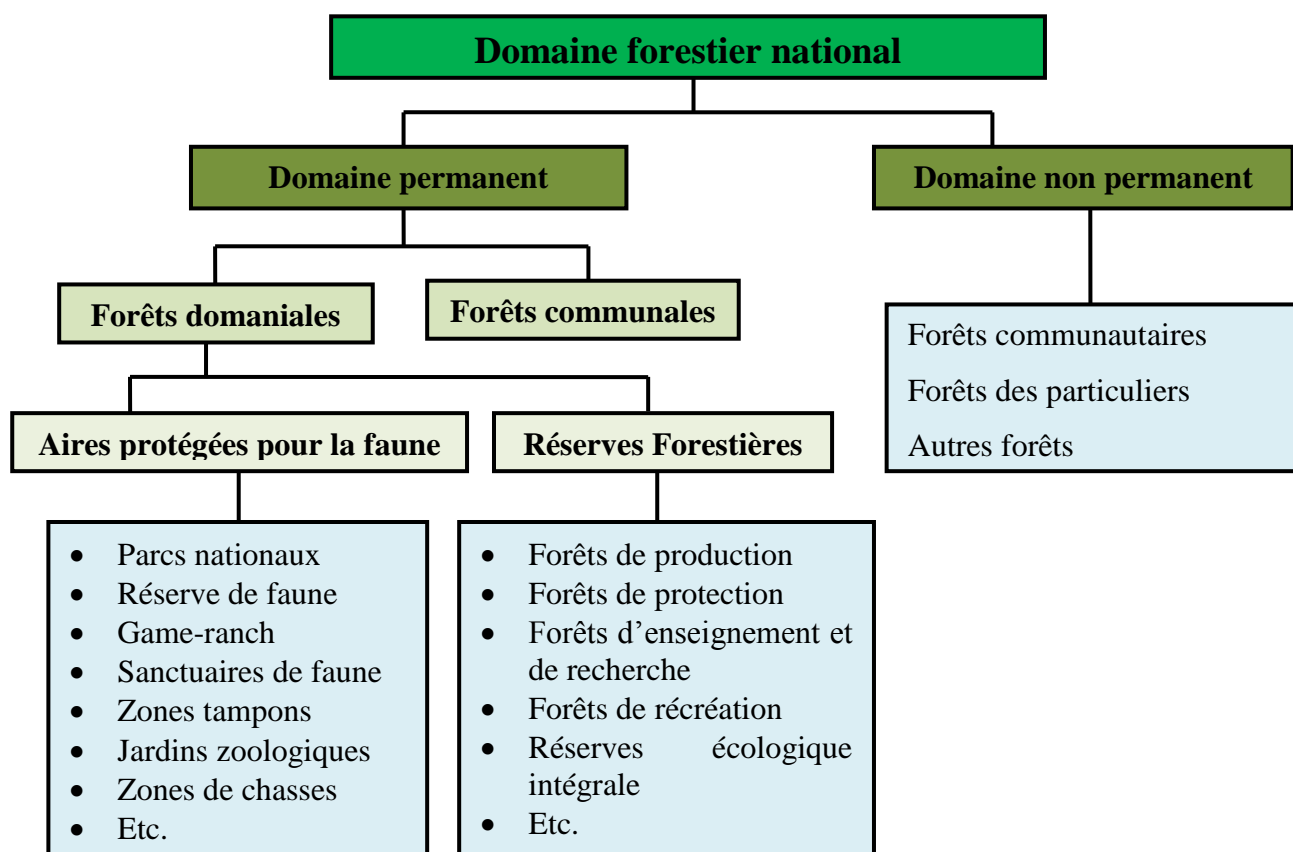 Domaine forestier national
Domaine permanent
Domaine non permanent
Forêts domaniales
Forêts communales
Forêts communautaires
Forêts des particuliers
Autres forêts
Aires protégées pour la faune
Réserves Forestières
• Parcs nationaux
• Réserve de faune
• Game-ranch
• Sanctuaires de faune
• Zones tampons
• Jardins zoologiques
• Zones de chasses
• Etc.
• Forêts de production
• Forêts de protection
• Forêts d’enseignement et
de recherche
• Forêts de récréation
• Réserves écologique
intégrale
• Etc.